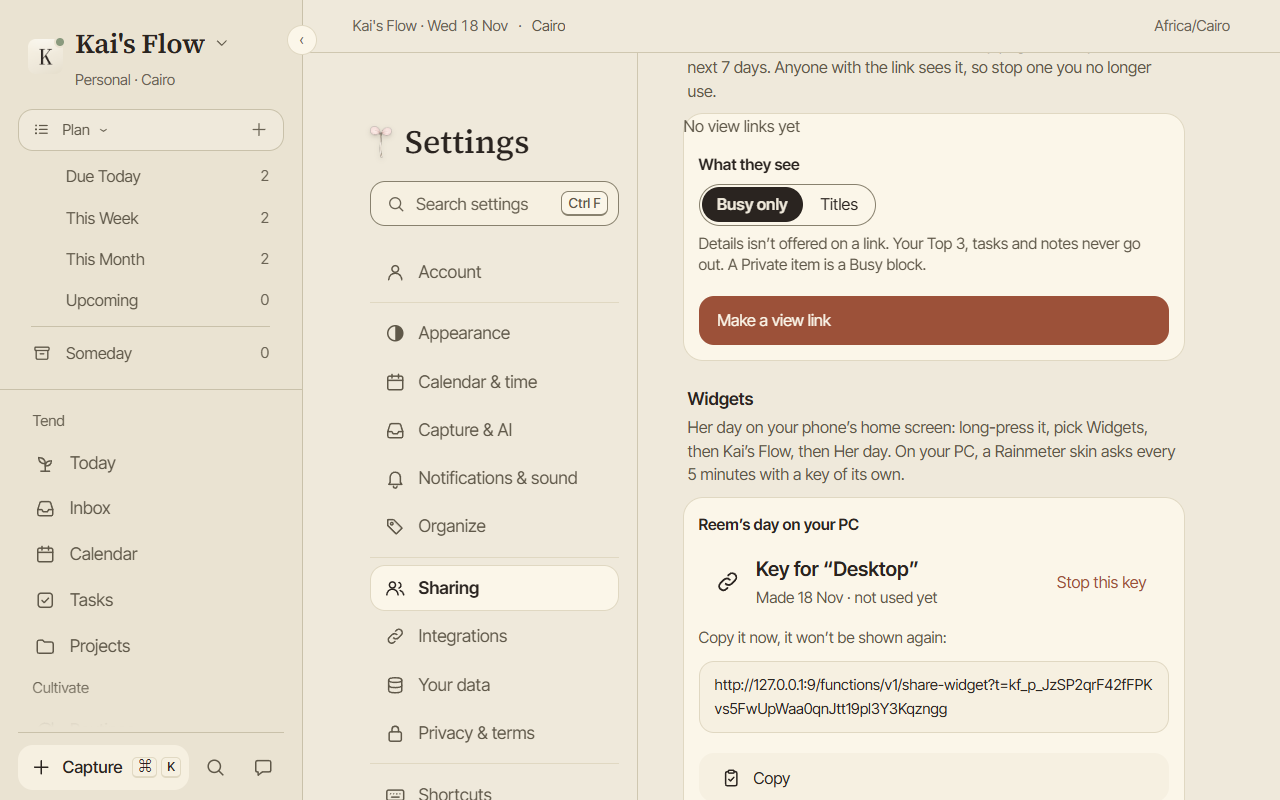 K
Kai's Flow
Personal · Cairo
Plan
Due Today 2
This Week 2
This Month 2
Upcoming 0
Someday 0
Tend
Today
Inbox
Calendar
Tasks
Projects
Cultivate
Capture ⌘ K
Kai's Flow · Wed 18 Nov · Cairo
Africa/Cairo
Settings
Search settings Ctrl F
Account
Appearance
Calendar & time
Capture & AI
Notifications & sound
Organize
Sharing
Integrations
Your data
Privacy & terms
Shortcuts
next 7 days. Anyone with the link sees it, so stop one you no longer
use.
No view links yet
What they see
Busy only Titles
Details isn’t offered on a link. Your Top 3, tasks and notes never go
out. A Private item is a Busy block.
Make a view link
Widgets
Her day on your phone’s home screen: long-press it, pick Widgets,
then Kai’s Flow, then Her day. On your PC, a Rainmeter skin asks every
5 minutes with a key of its own.
Reem’s day on your PC
Key for “Desktop”
Made 18 Nov · not used yet
Stop this key
Copy it now, it won’t be shown again:
http://127.0.0.1:9/functions/v1/share-widget?t=kf_p_JzSP2qrF42fFPK
vs5FwUpWaa0qnJtt19pl3Y3Kqzngg
Copy